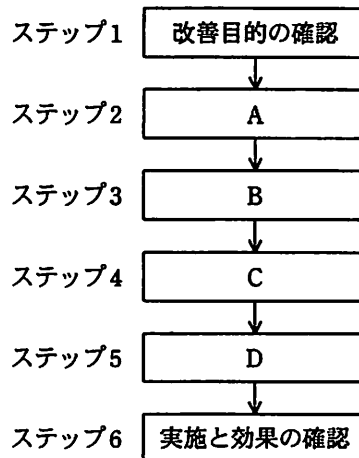 ステップ1 改善目的の確認
ステップ2 A
ステップ3 B
ステップ4 C
ステップ5 D
ステップ6 実施と効果の確認